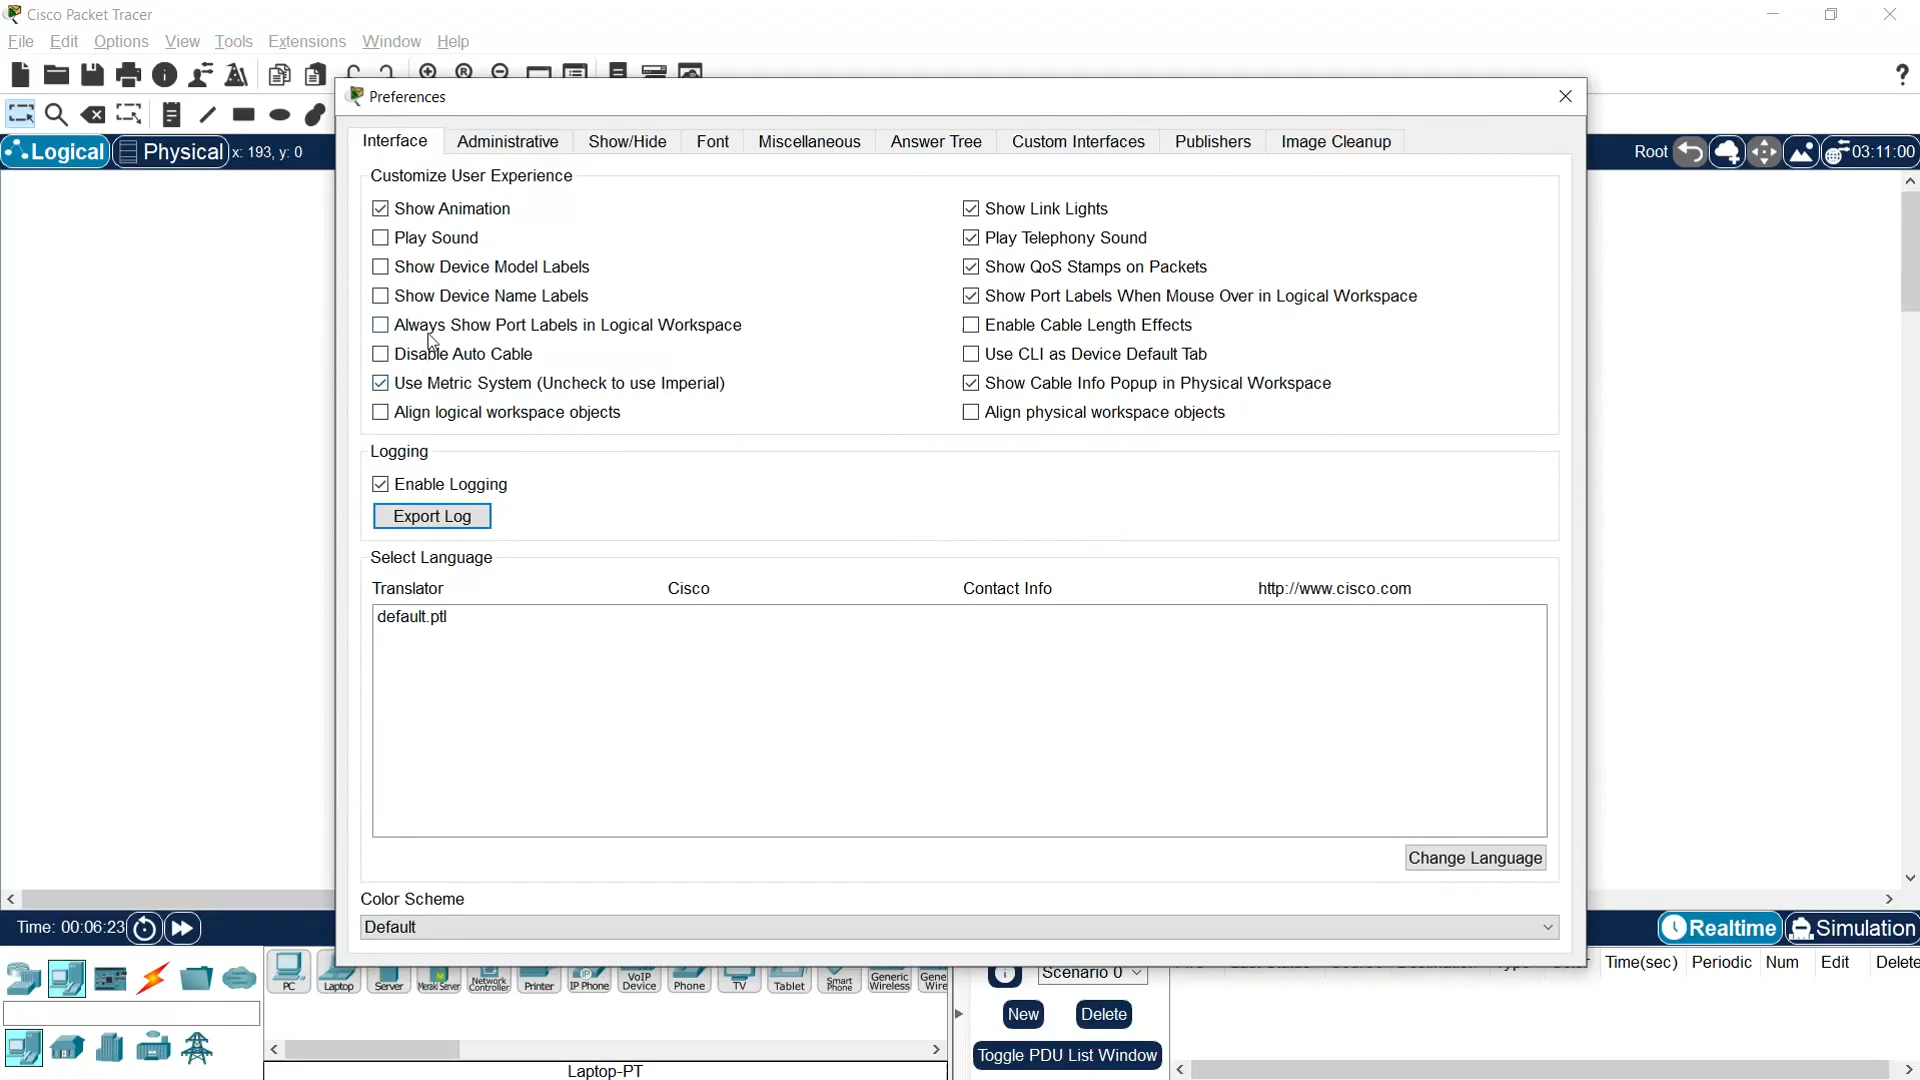 Cisco Packet Tracer
File Edit Options View Tools Extensions Window Help
?
Preferences
Interface Administrative Show/Hide Font Miscellaneous Answer Tree Custom Interfaces Publishers Image Cleanup
Logical Physical x: 193, y: 0
Root 03:11:00
Customize User Experience
Show Animation
Show Link Lights
Play Sound
Play Telephony Sound
Show Device Model Labels
Show QoS Stamps on Packets
Show Device Name Labels
Show Port Labels When Mouse Over in Logical Workspace
Always Show Port Labels in Logical Workspace
Enable Cable Length Effects
Disable Auto Cable
Use CLI as Device Default Tab
Use Metric System (Uncheck to use Imperial)
Show Cable Info Popup in Physical Workspace
Align logical workspace objects
Align physical workspace objects
Logging
Enable Logging
Export Log
Select Language
Translator Cisco Contact Info http://www.cisco.com
default.ptl
Change Language
Color Scheme
Default
Time: 00:06:23
Realtime Simulation
Scenario 0
Time(sec) Periodic Num Edit Delete
PC Laptop Server Meraki Server Network Controller Printer IP Phone VoIP Device Phone TV Tablet Smart Phone Generic Wireless Gene Wire
New Delete
Toggle PDU List Window
Laptop-PT